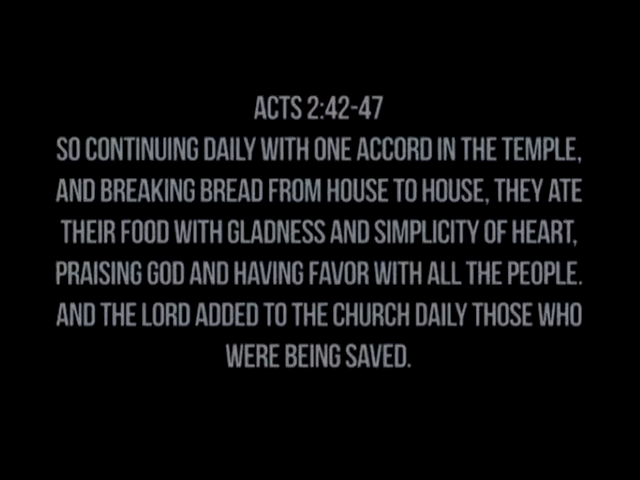 ACTS 2:42-47
SO CONTINUING DAILY WITH ONE ACCORD IN THE TEMPLE,
AND BREAKING BREAD FROM HOUSE TO HOUSE, THEY ATE
THEIR FOOD WITH GLADNESS AND SIMPLICITY OF HEART,
PRAISING GOD AND HAVING FAVOR WITH ALL THE PEOPLE.
AND THE LORD ADDED TO THE CHURCH DAILY THOSE WHO
WERE BEING SAVED.